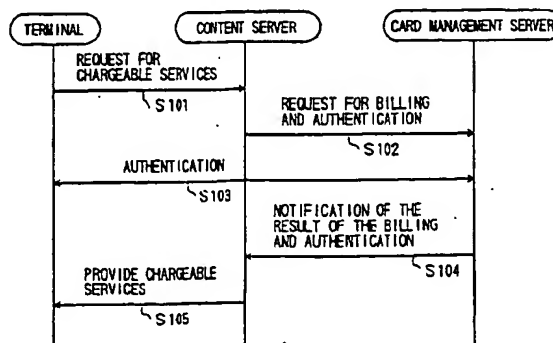 TERMINAL
CONTENT SERVER
CARD MANAGEMENT SERVER
REQUEST FOR
CHARGEABLE SERVICES
S101
REQUEST FOR BILLING
AND AUTHENTICATION
S102
AUTHENTICATION
S103
NOTIFICATION OF THE
RESULT OF THE BILLING
AND AUTHENTICATION
S104
PROVIDE CHARGEABLE
SERVICES
S105